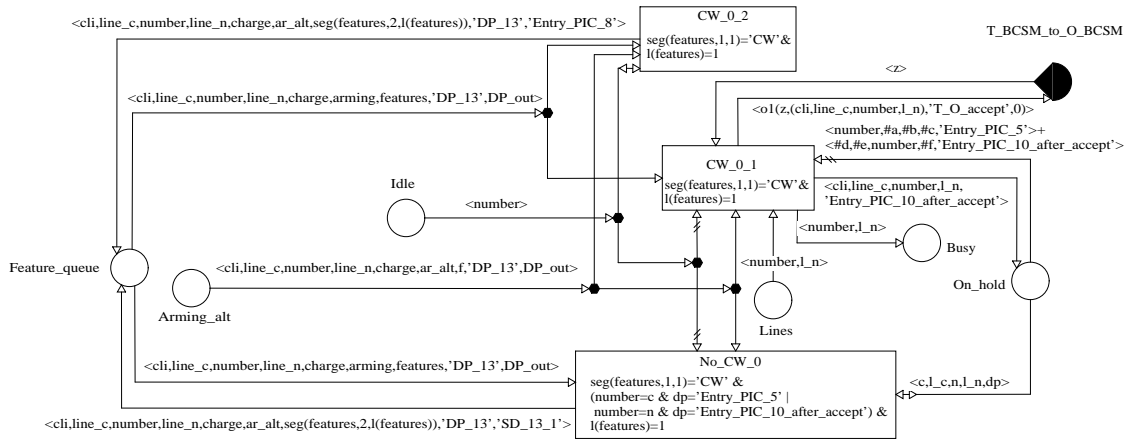 <cli,line_c,number,line_n,charge,ar_alt,seg(features,2,l(features)),'DP_13','Entry_PIC_8'>
CW_0_2
seg(features,1,1)='CW'&
l(features)=1
T_BCSM_to_O_BCSM
<z>
<cli,line_c,number,line_n,charge,arming,features,'DP_13',DP_out>
<o1(z,(cli,line_c,number,l_n),'T_O_accept',0)>
<number,#a,#b,#c,'Entry_PIC_5'>+
<#d,#e,number,#f,'Entry_PIC_10_after_accept'>
CW_0_1
seg(features,1,1)='CW'&
l(features)=1
Idle
<number>
<cli,line_c,number,l_n,
'Entry_PIC_10_after_accept'>
<number,l_n>
Busy
Feature_queue
<cli,line_c,number,line_n,charge,ar_alt,f,'DP_13',DP_out>
<number,l_n>
On_hold
Arming_alt
Lines
No_CW_0
<cli,line_c,number,line_n,charge,arming,features,'DP_13',DP_out>
seg(features,1,1)='CW' &
(number=c & dp='Entry_PIC_5' |
number=n & dp='Entry_PIC_10_after_accept') &
l(features)=1
<c,l_c,n,l_n,dp>
<cli,line_c,number,line_n,charge,ar_alt,seg(features,2,l(features)),'DP_13','SD_13_1'>